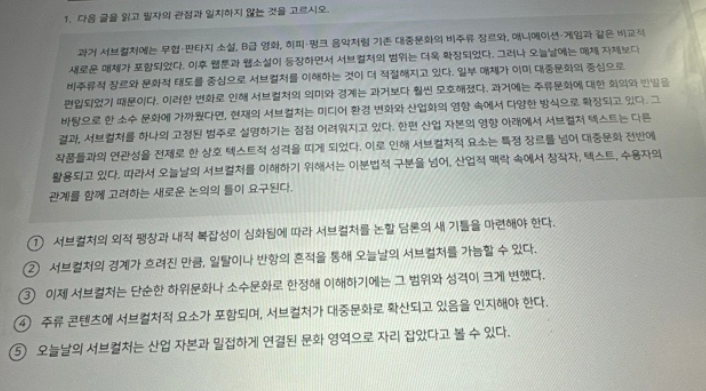 1. 다음 글을 읽고 필자의 관점과 일치하지 않는 것을 고르시오.
과거 서브컬처에는 무협·판타지 소설, B급 영화, 히피·펑크 음악처럼 기존 대중문화의 비주류 장르와, 애니메이션·게임과 같은 비교적
새로운 매체가 포함되었다. 이후 웹툰과 웹소설이 등장하면서 서브컬처의 범위는 더욱 확장되었다. 그러나 오늘날에는 매체 자체보다
비주류적 장르와 문화적 태도를 중심으로 서브컬처를 이해하는 것이 더 적절해지고 있다. 일부 매체가 이미 대중문화의 중심으로
편입되었기 때문이다. 이러한 변화로 인해 서브컬처의 의미와 경계는 과거보다 훨씬 모호해졌다. 과거에는 주류문화에 대한 회의와 반발을
바탕으로 한 소수 문화에 가까웠다면, 현재의 서브컬처는 미디어 환경 변화와 산업화의 영향 속에서 다양한 방식으로 확장되고 있다. 그
결과, 서브컬처를 하나의 고정된 범주로 설명하기는 점점 어려워지고 있다. 한편 산업 자본의 영향 아래에서 서브컬처 텍스트는 다른
작품들과의 연관성을 전제로 한 상호 텍스트적 성격을 띠게 되었다. 이로 인해 서브컬처적 요소는 특정 장르를 넘어 대중문화 전반에
활용되고 있다. 따라서 오늘날의 서브컬처를 이해하기 위해서는 이분법적 구분을 넘어, 산업적 맥락 속에서 창작자, 텍스트, 수용자의
관계를 함께 고려하는 새로운 논의의 틀이 요구된다.
① 서브컬처의 외적 팽창과 내적 복잡성이 심화됨에 따라 서브컬처를 논할 담론의 새 기틀을 마련해야 한다.
② 서브컬처의 경계가 흐려진 만큼, 일탈이나 반항의 흔적을 통해 오늘날의 서브컬처를 가늠할 수 있다.
③ 이제 서브컬처는 단순한 하위문화나 소수문화로 한정해 이해하기에는 그 범위와 성격이 크게 변했다.
④ 주류 콘텐츠에 서브컬처적 요소가 포함되며, 서브컬처가 대중문화로 확산되고 있음을 인지해야 한다.
⑤ 오늘날의 서브컬처는 산업 자본과 밀접하게 연결된 문화 영역으로 자리 잡았다고 볼 수 있다.